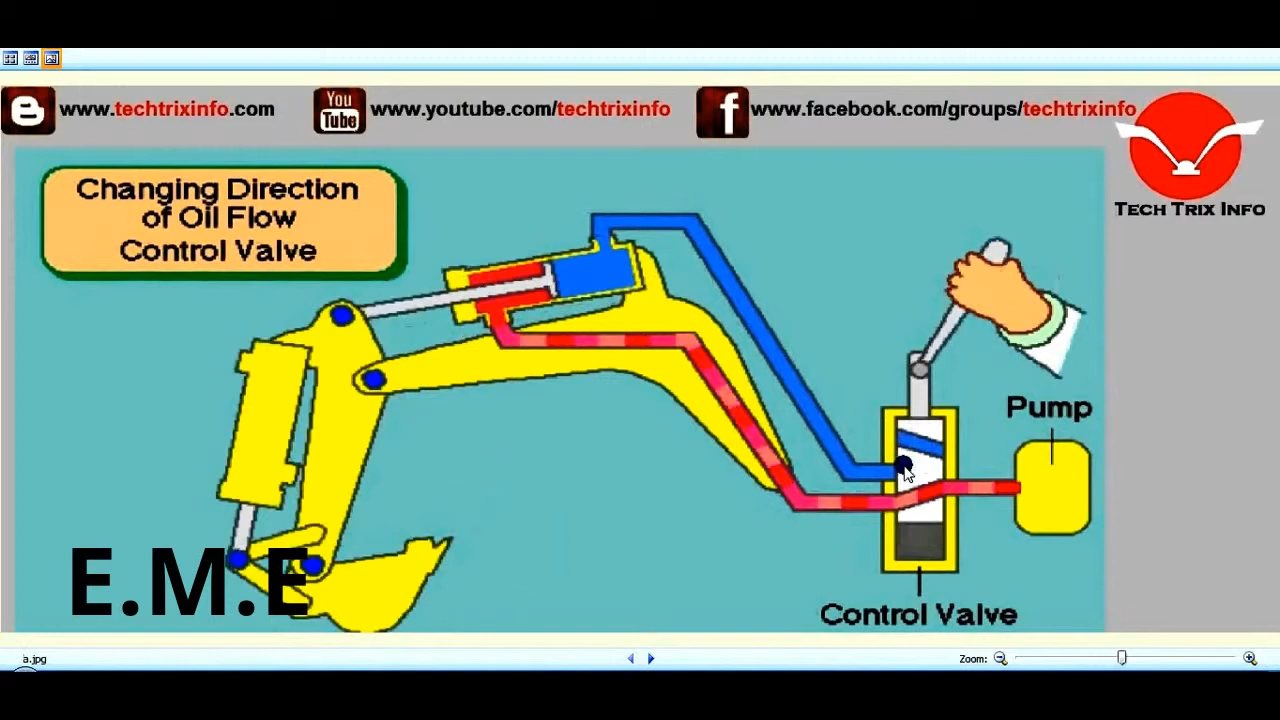 www.techtrixinfo.com
You
Tube
www.youtube.com/techtrixinfo
f
www.facebook.com/groups/techtrixinfo
TECH TRIX INFO
Changing Direction
of Oil Flow
Control Valve
Pump
E.M.E
Control Valve
a.jpg
Zoom: